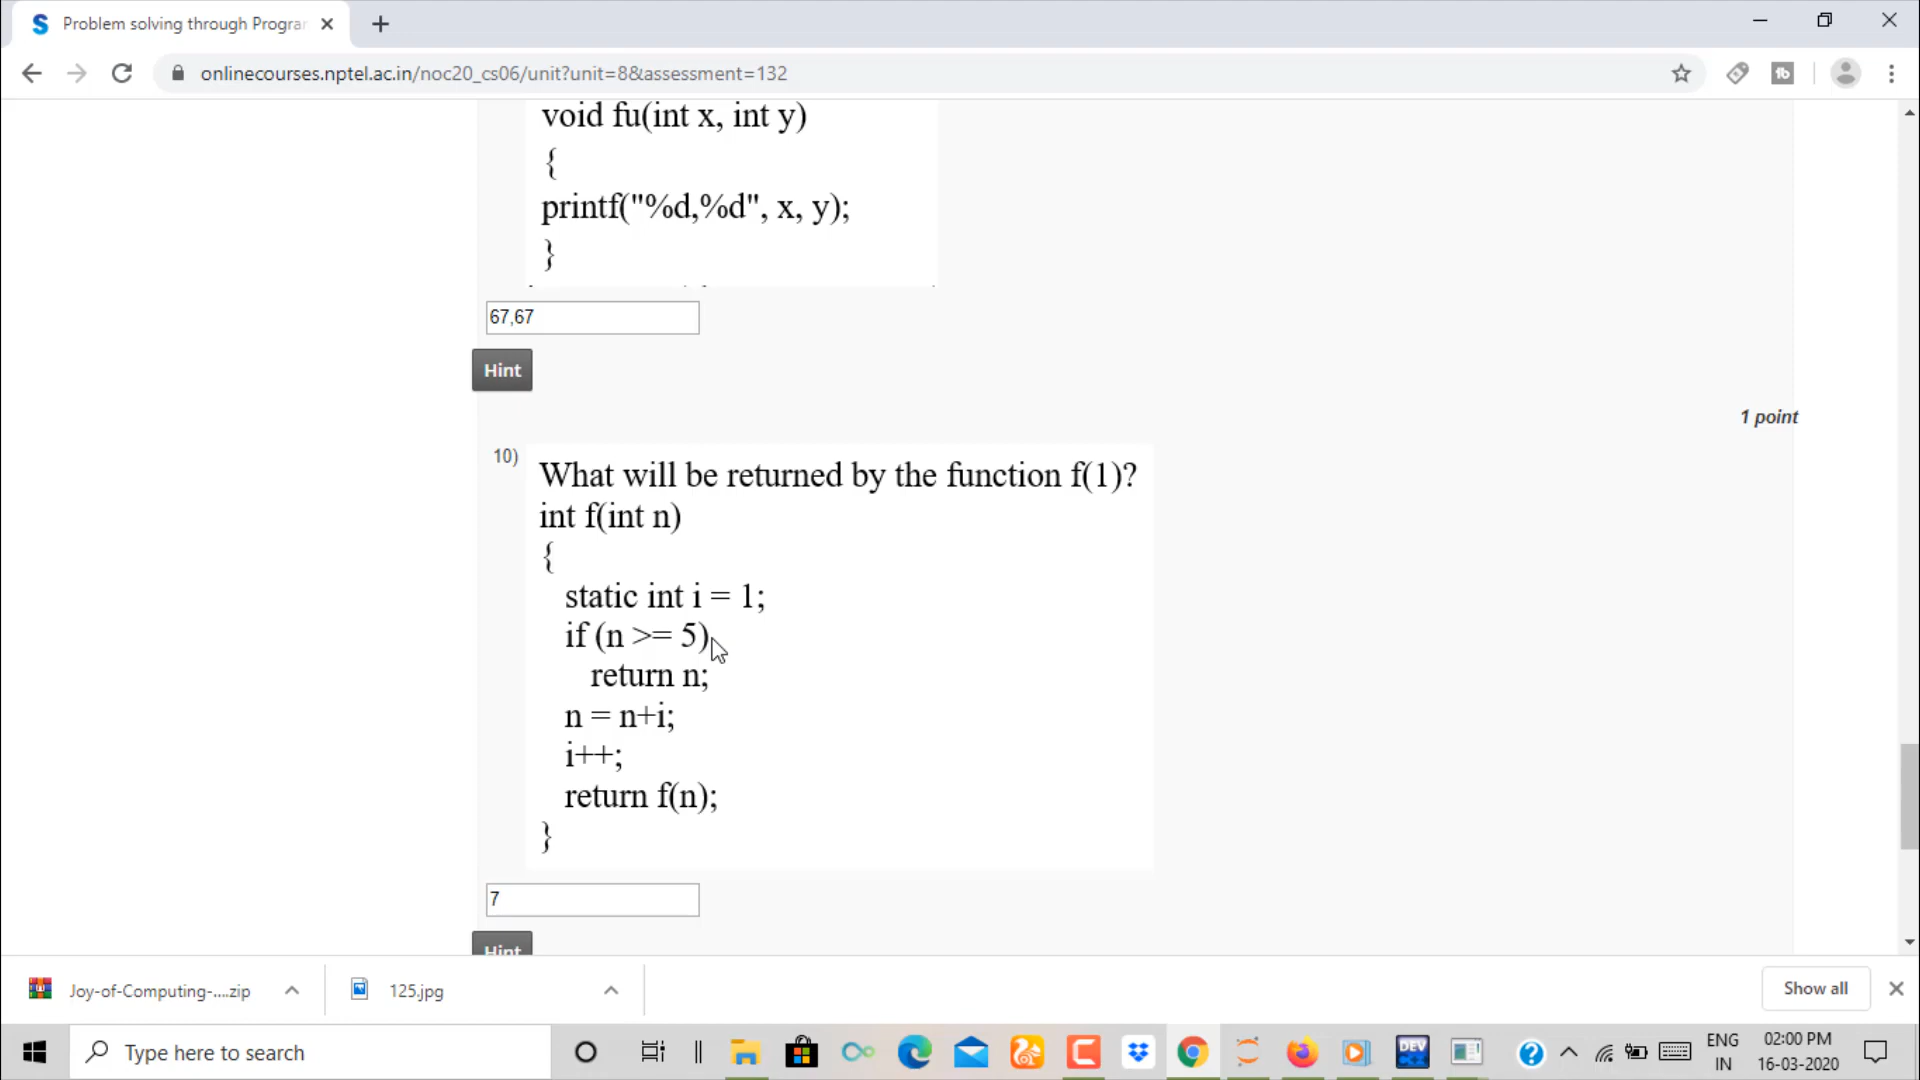 Problem solving through Progra
onlinecourses.nptel.ac.in/noc20_cs06/unit?unit=8&assessment=132
void fu(int x, int y)
{
printf("%d,%d", x, y);
}
67,67
Hint
1 point
10)
What will be returned by the function f(1)?
int f(int n)
{
static int i = 1;
if (n >= 5)
return n;
n = n+i;
i++;
return f(n);
}
7
Hint
Joy-of-Computing-....zip
125.jpg
Show all
Type here to search
DEV
ENG
IN
02:00 PM
16-03-2020